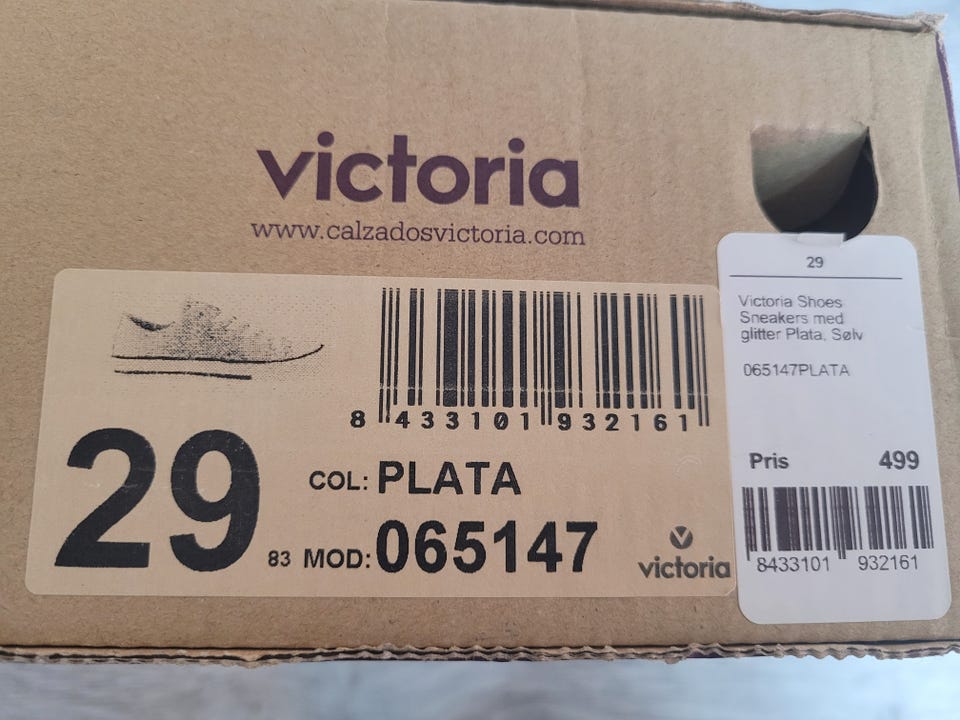 victoria
www.calzadosvictoria.com
8 433101 932161
29
COL: PLATA
83 MOD: 065147
victoria
29
Victoria Shoes
Sneakers med
glitter Plata, Sølv
065147PLATA
Pris 499
8433101 932161